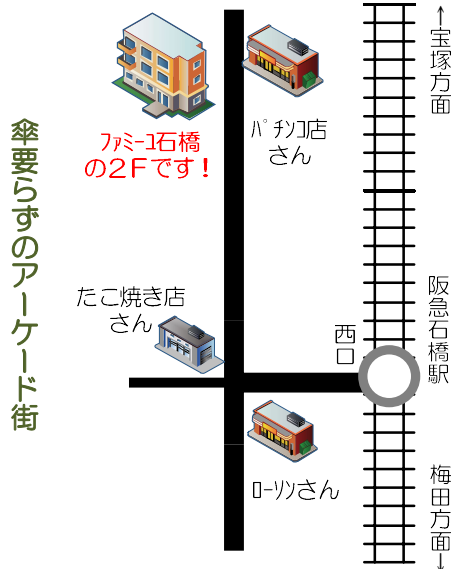 ↑宝塚方面
パチンコ店
さん
ファミーユ石橋
の2Fです！
傘要らずのアーケード街
たこ焼き店
さん
西口
阪急石橋駅
ローソンさん
梅田方面↓